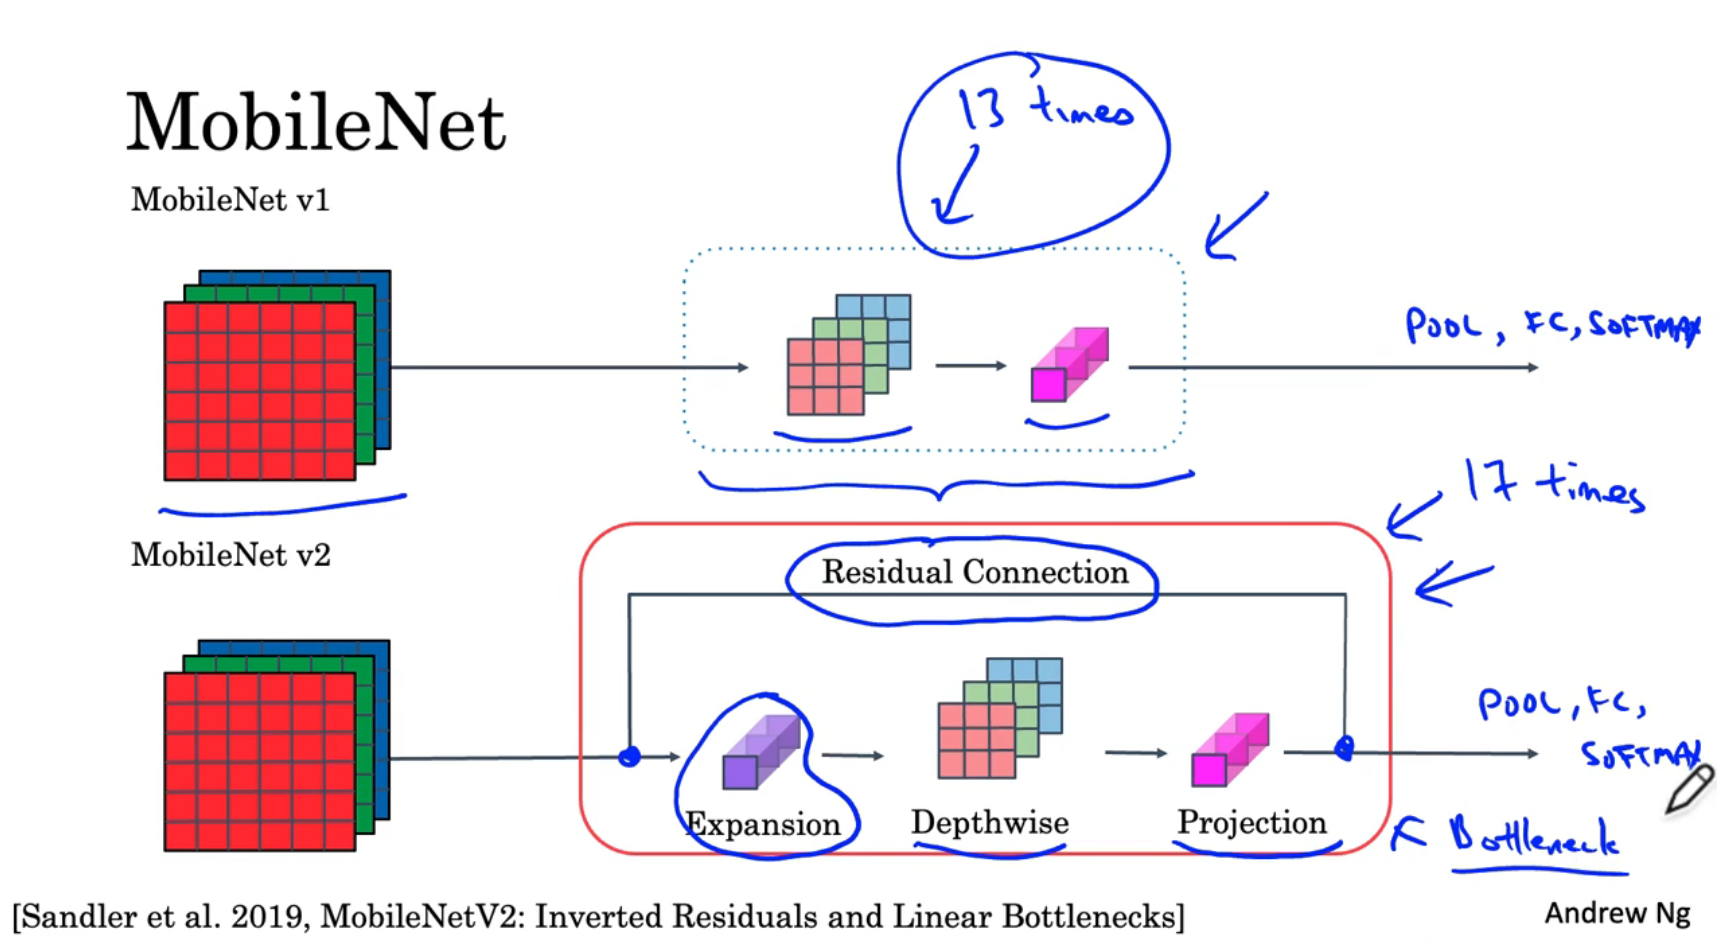 MobileNet
MobileNet v1
13 times
POOL, FC, SOFTMAX
17 times
MobileNet v2
Residual Connection
POOL, FC,
SOFTMAX
Expansion
Depthwise
Projection
Bottleneck
[Sandler et al. 2019, MobileNetV2: Inverted Residuals and Linear Bottlenecks]
Andrew Ng